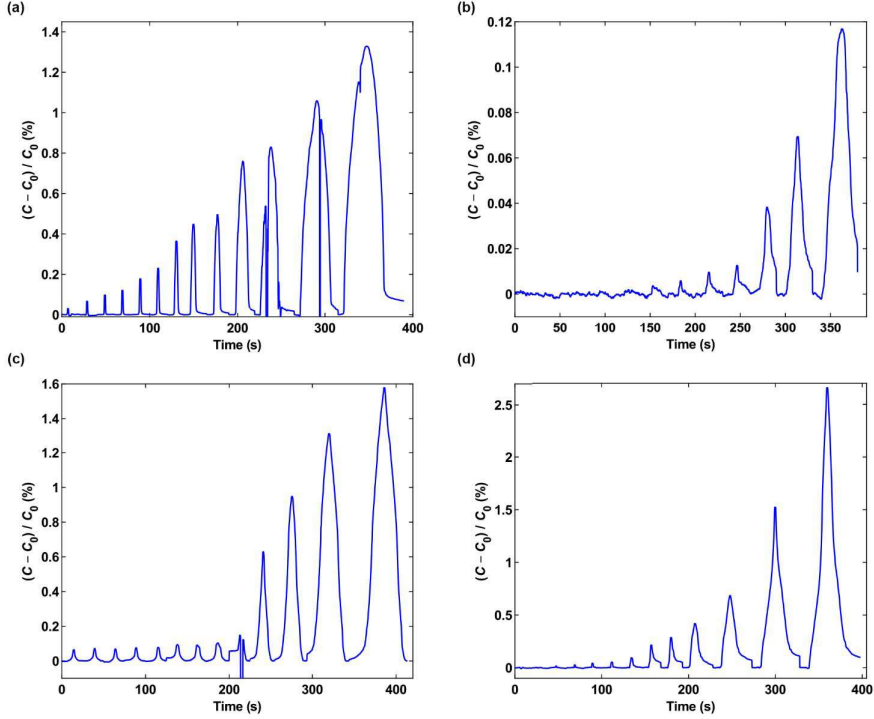 (a)
(b)
(C – C0) / C0 (%)
1.4
1.2
1
0.8
0.6
0.4
0.2
0
0 100 200 300 400
Time (s)
(C – C0) / C0 (%)
0.12
0.1
0.08
0.06
0.04
0.02
0
0 50 100 150 200 250 300 350
Time (s)
(c)
(d)
(C – C0) / C0 (%)
1.6
1.4
1.2
1
0.8
0.6
0.4
0.2
0
0 100 200 300 400
Time (s)
(C – C0) / C0 (%)
2.5
2
1.5
1
0.5
0
0 100 200 300 400
Time (s)